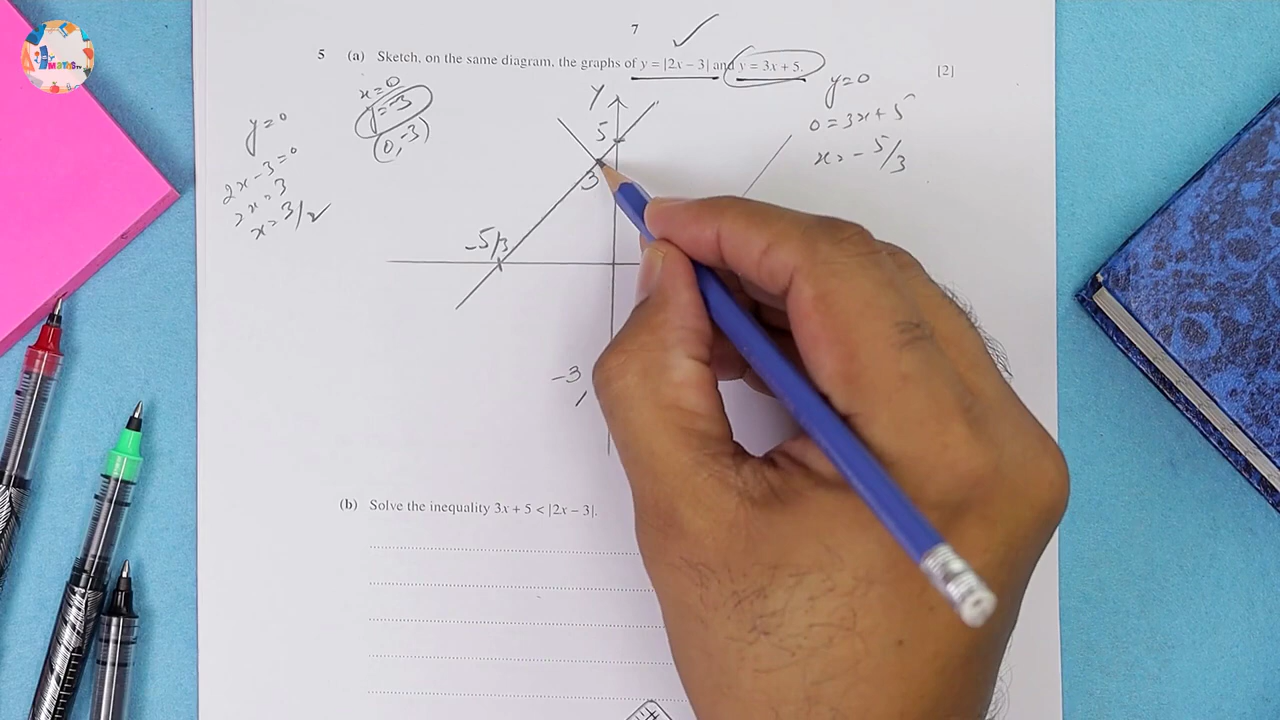 7
5 (a) Sketch, on the same diagram, the graphs of y = |2x − 3| and y = 3x + 5. [2]
x=0
y=-3
(0,-3)
y=0
2x-3=0
2x=3
x=3/2
y=0
0=3x+5
x=-5/3
y
5
3
-5/3
-3
(b) Solve the inequality 3x + 5 < |2x − 3|.